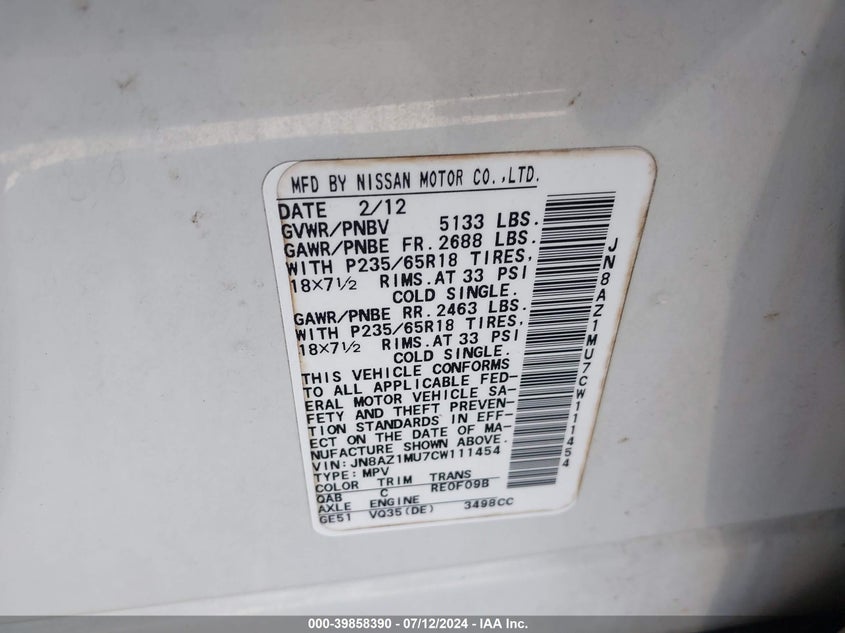 MFD BY NISSAN MOTOR CO.,LTD.
DATE 2/12
GVWR/PNBV 5133 LBS.
GAWR/PNBE FR. 2688 LBS.
WITH P235/65R18 TIRES,
18×7 1/2 RIMS.AT 33 PSI
COLD SINGLE.
GAWR/PNBE RR. 2463 LBS.
WITH P235/65R18 TIRES,
18×7 1/2 RIMS.AT 33 PSI
COLD SINGLE.
THIS VEHICLE CONFORMS
TO ALL APPLICABLE FED-
ERAL MOTOR VEHICLE SA-
FETY AND THEFT PREVEN-
TION STANDARDS IN EFF-
ECT ON THE DATE OF MA-
NUFACTURE SHOWN ABOVE.
VIN:JN8AZ1MU7CW111454
TYPE:MPV
COLOR TRIM TRANS
QAB C RE0F09B
AXLE ENGINE
GE51 VQ35(DE) 3498CC
JN8AZ1MU7CW111454
000-39858390 - 07/12/2024 - IAA Inc.